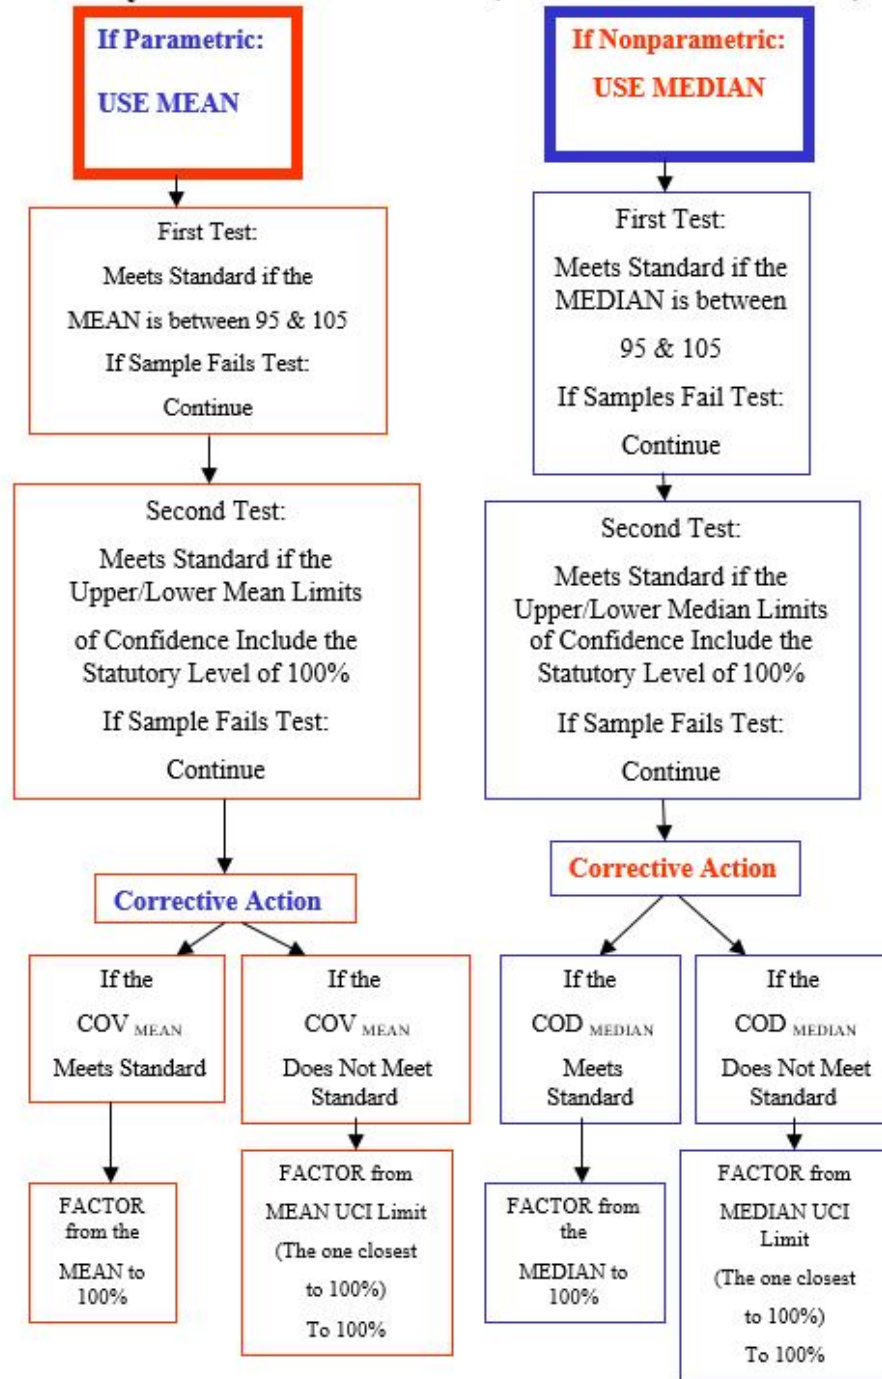 If Parametric:
USE MEAN
First Test:
Meets Standard if the
MEAN is between 95 & 105
If Sample Fails Test:
Continue
Second Test:
Meets Standard if the
Upper/Lower Mean Limits
of Confidence Include the
Statutory Level of 100%
If Sample Fails Test:
Continue
Corrective Action
If the
COV MEAN
Meets Standard
FACTOR
from the
MEAN to
100%
If the
COV MEAN
Does Not Meet
Standard
FACTOR from
MEAN UCI Limit
(The one closest
to 100%)
To 100%
If Nonparametric:
USE MEDIAN
First Test:
Meets Standard if the
MEDIAN is between
95 & 105
If Samples Fail Test:
Continue
Second Test:
Meets Standard if the
Upper/Lower Median Limits
of Confidence Include the
Statutory Level of 100%
If Sample Fails Test:
Continue
Corrective Action
If the
COD MEDIAN
Meets
Standard
FACTOR from
the
MEDIAN to
100%
If the
COD MEDIAN
Does Not Meet
Standard
FACTOR from
MEDIAN UCI
Limit
(The one closest
to 100%)
To 100%